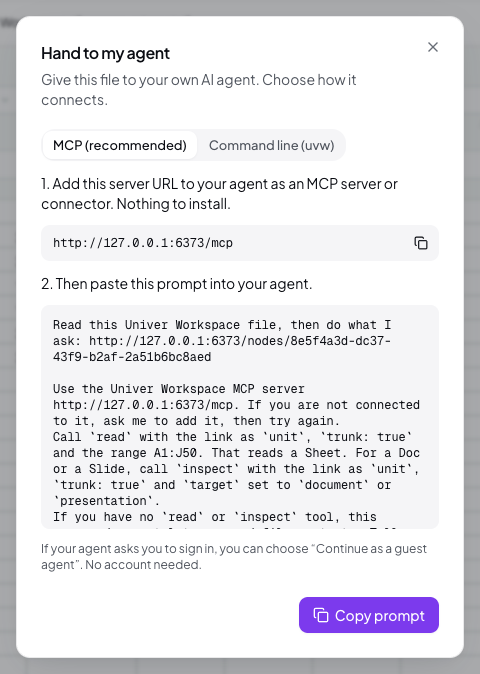 Hand to my agent
Give this file to your own AI agent. Choose how it
connects.
MCP (recommended)
Command line (uvw)
1. Add this server URL to your agent as an MCP server or
connector. Nothing to install.
http://127.0.0.1:6373/mcp
2. Then paste this prompt into your agent.
Read this Univer Workspace file, then do what I
ask: http://127.0.0.1:6373/nodes/8e5f4a3d-dc37-
43f9-b2af-2a51b6bc8aed
Use the Univer Workspace MCP server
http://127.0.0.1:6373/mcp. If you are not connected
to it, ask me to add it, then try again.
Call `read` with the link as `unit`, `trunk: true`
and the range A1:J50. That reads a Sheet. For a Doc
or a Slide, call `inspect` with the link as `unit`,
`trunk: true` and `target` set to `document` or
`presentation`.
If you have no `read` or `inspect` tool, this
If your agent asks you to sign in, you can choose “Continue as a guest
agent”. No account needed.
Copy prompt